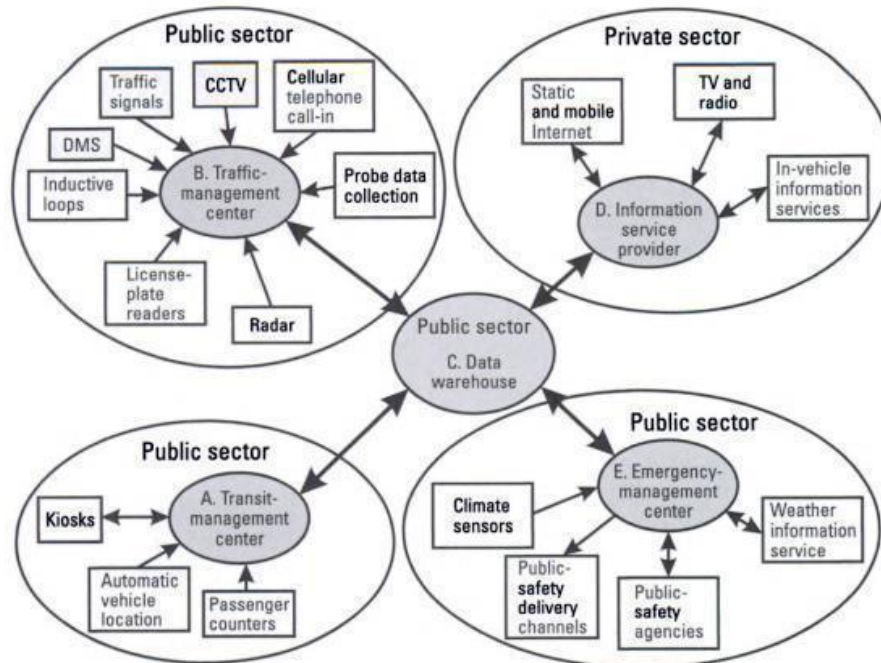 Public sector
Traffic
signals
CCTV
Cellular
telephone
call-in
DMS
Inductive
loops
B. Traffic-
management
center
Probe data
collection
License-
plate
readers
Radar
Private sector
Static
and mobile
Internet
TV and
radio
In-vehicle
information
services
D. Information
service
provider
Public sector
C. Data
warehouse
Public sector
A. Transit-
management
center
Kiosks
Automatic
vehicle
location
Passenger
counters
Public sector
E. Emergency-
management
center
Climate
sensors
Weather
information
service
Public-
safety
delivery
channels
Public-
safety
agencies